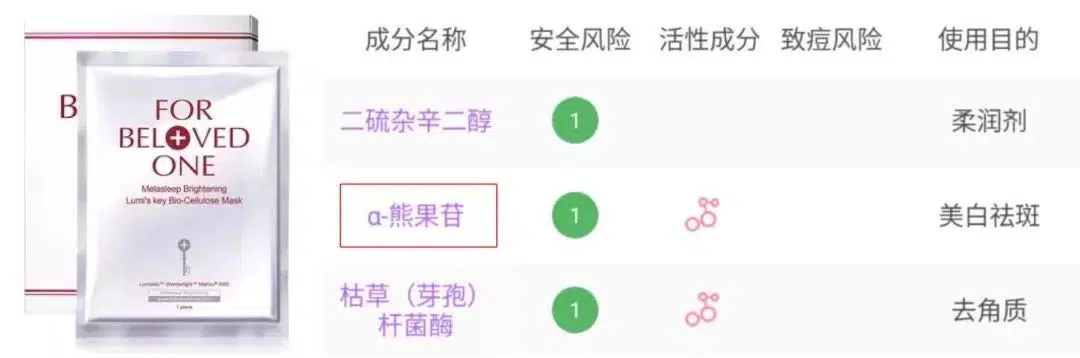 B
FOR
BELOVED
ONE
Melasleep Brightening
Lumi's key Bio-Cellulose Mask
1 piece
成分名称 安全风险 活性成分 致痘风险 使用目的
二硫杂辛二醇 1 柔润剂
α-熊果苷 1 美白祛斑
枯草（芽孢）
杆菌酶 1 去角质